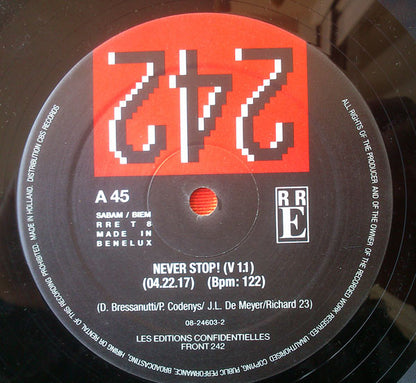 242
A 45
SABAM / BIEM
RRE T 8
MADE IN
BENELUX
R R
E
NEVER STOP! (V 1.1)
(04.22.17) (Bpm: 122)
(D. Bressanutti/P. Codenys/ J.L. De Meyer/Richard 23)
08-24603-2
LES EDITIONS CONFIDENTIELLES
FRONT 242
ALL RIGHTS OF THE PRODUCER AND OF THE OWNER OF THE RECORDED WORK RESERVED. UNAUTHORISED COPYING, PUBLIC PERFORMANCE, BROADCASTING, HIRING OR RENTAL OF THIS RECORDING PROHIBITED. MADE IN HOLLAND. DISTRIBUTION CBS RECORDS